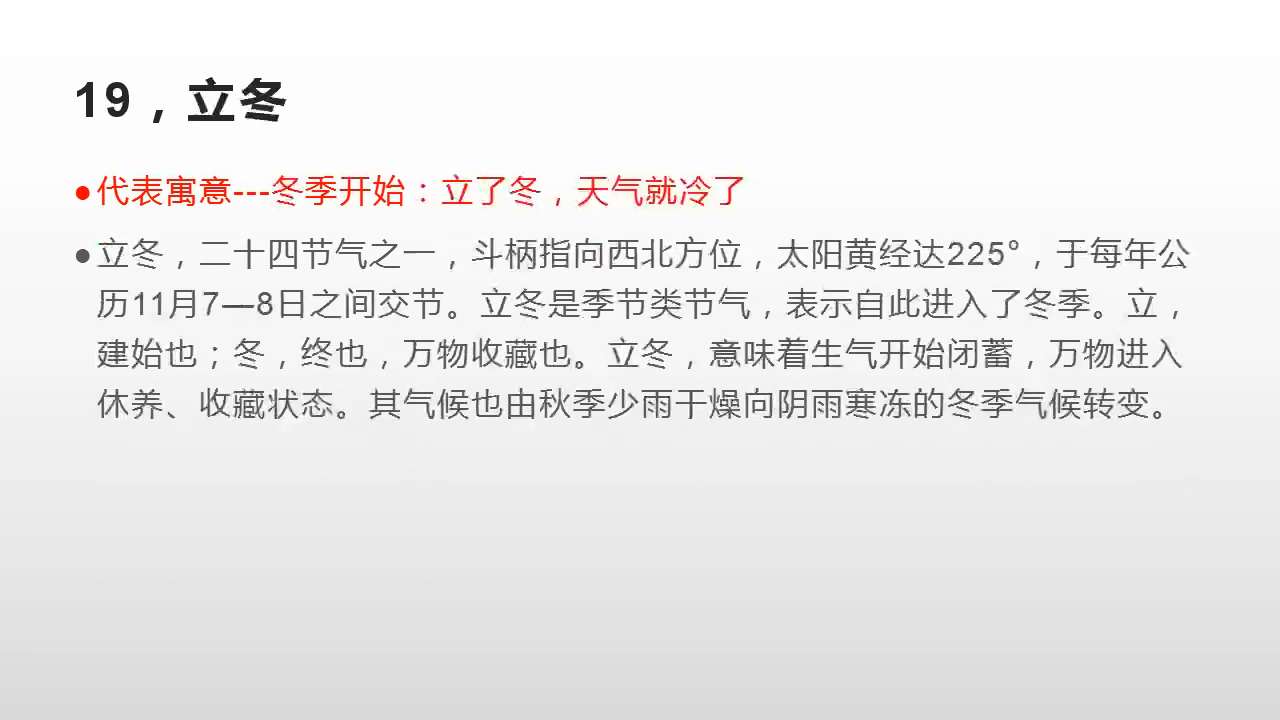 19，立冬
●代表寓意---冬季开始：立了冬，天气就冷了
●立冬，二十四节气之一，斗柄指向西北方位，太阳黄经达225°，于每年公
历11月7—8日之间交节。立冬是季节类节气，表示自此进入了冬季。立，
建始也；冬，终也，万物收藏也。立冬，意味着生气开始闭蓄，万物进入
休养、收藏状态。其气候也由秋季少雨干燥向阴雨寒冻的冬季气候转变。